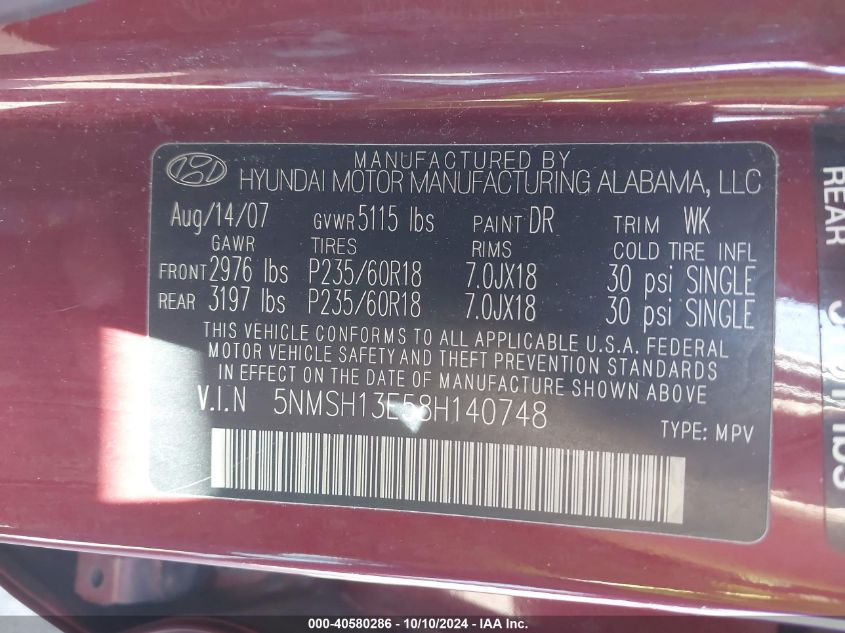 MANUFACTURED BY
HYUNDAI MOTOR MANUFACTURING ALABAMA, LLC
Aug/14/07 GVWR 5115 lbs PAINT DR TRIM WK
GAWR TIRES RIMS COLD TIRE INFL
FRONT 2976 lbs P235/60R18 7.0JX18 30 psi SINGLE
REAR 3197 lbs P235/60R18 7.0JX18 30 psi SINGLE
THIS VEHICLE CONFORMS TO ALL APPLICABLE U.S.A. FEDERAL
MOTOR VEHICLE SAFETY AND THEFT PREVENTION STANDARDS
IN EFFECT ON THE DATE OF MANUFACTURE SHOWN ABOVE
V.I.N 5NMSH13E58H140748
TYPE: MPV
REAR
lbs
000-40580286 - 10/10/2024 - IAA Inc.